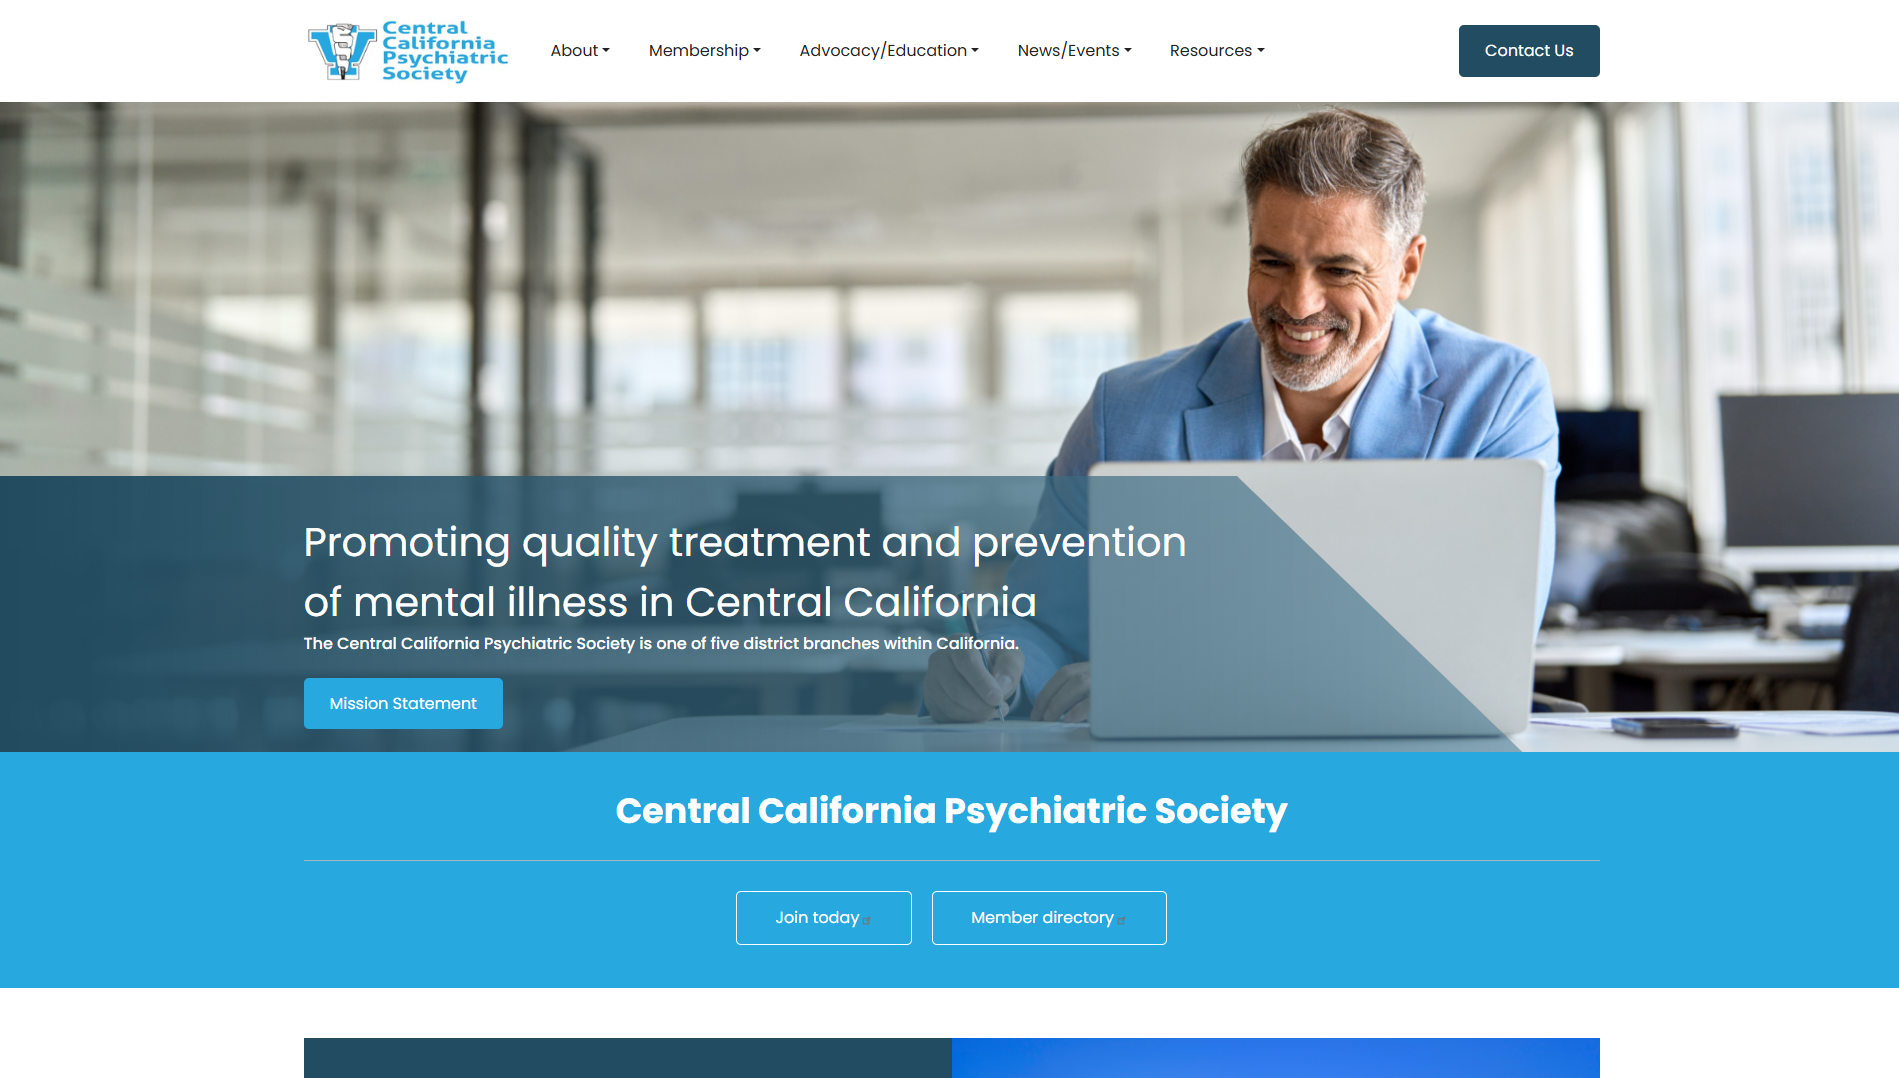 Central
California
Psychiatric
Society
About
Membership
Advocacy/Education
News/Events
Resources
Contact Us
Promoting quality treatment and prevention
of mental illness in Central California
The Central California Psychiatric Society is one of five district branches within California.
Mission Statement
Central California Psychiatric Society
Join today
Member directory